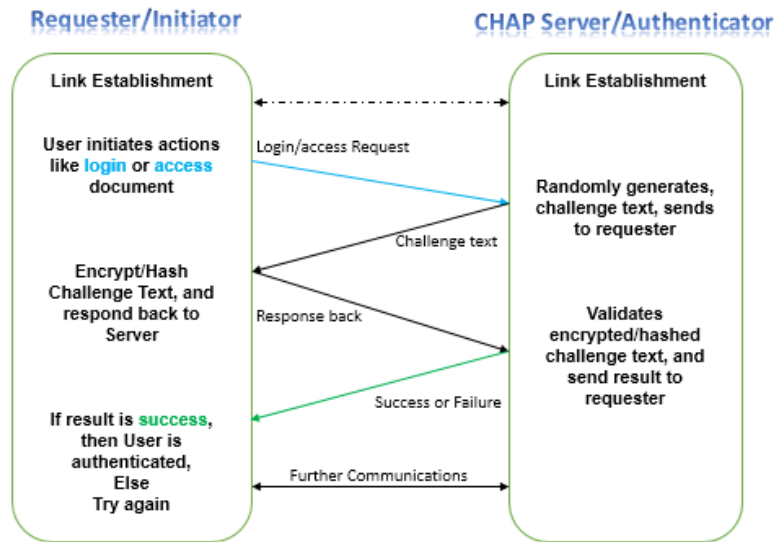 Requester/Initiator
CHAP Server/Authenticator
Link Establishment
Link Establishment
User initiates actions
like login or access
document
Login/access Request
Randomly generates,
challenge text, sends
to requester
Challenge text
Encrypt/Hash
Challenge Text, and
respond back to
Server
Response back
Validates
encrypted/hashed
challenge text, and
send result to
requester
Success or Failure
If result is success,
then User is
authenticated,
Else
Try again
Further Communications